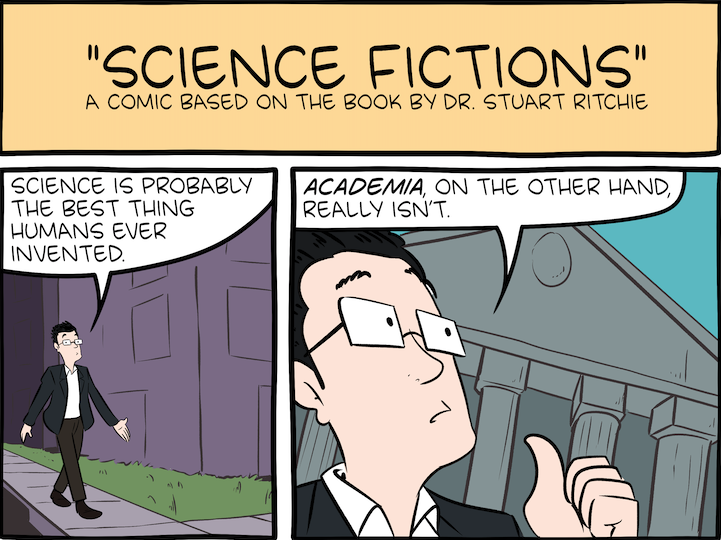 "SCIENCE FICTIONS"
A COMIC BASED ON THE BOOK BY DR. STUART RITCHIE
SCIENCE IS PROBABLY
THE BEST THING
HUMANS EVER
INVENTED.
ACADEMIA, ON THE OTHER HAND,
REALLY ISN'T.